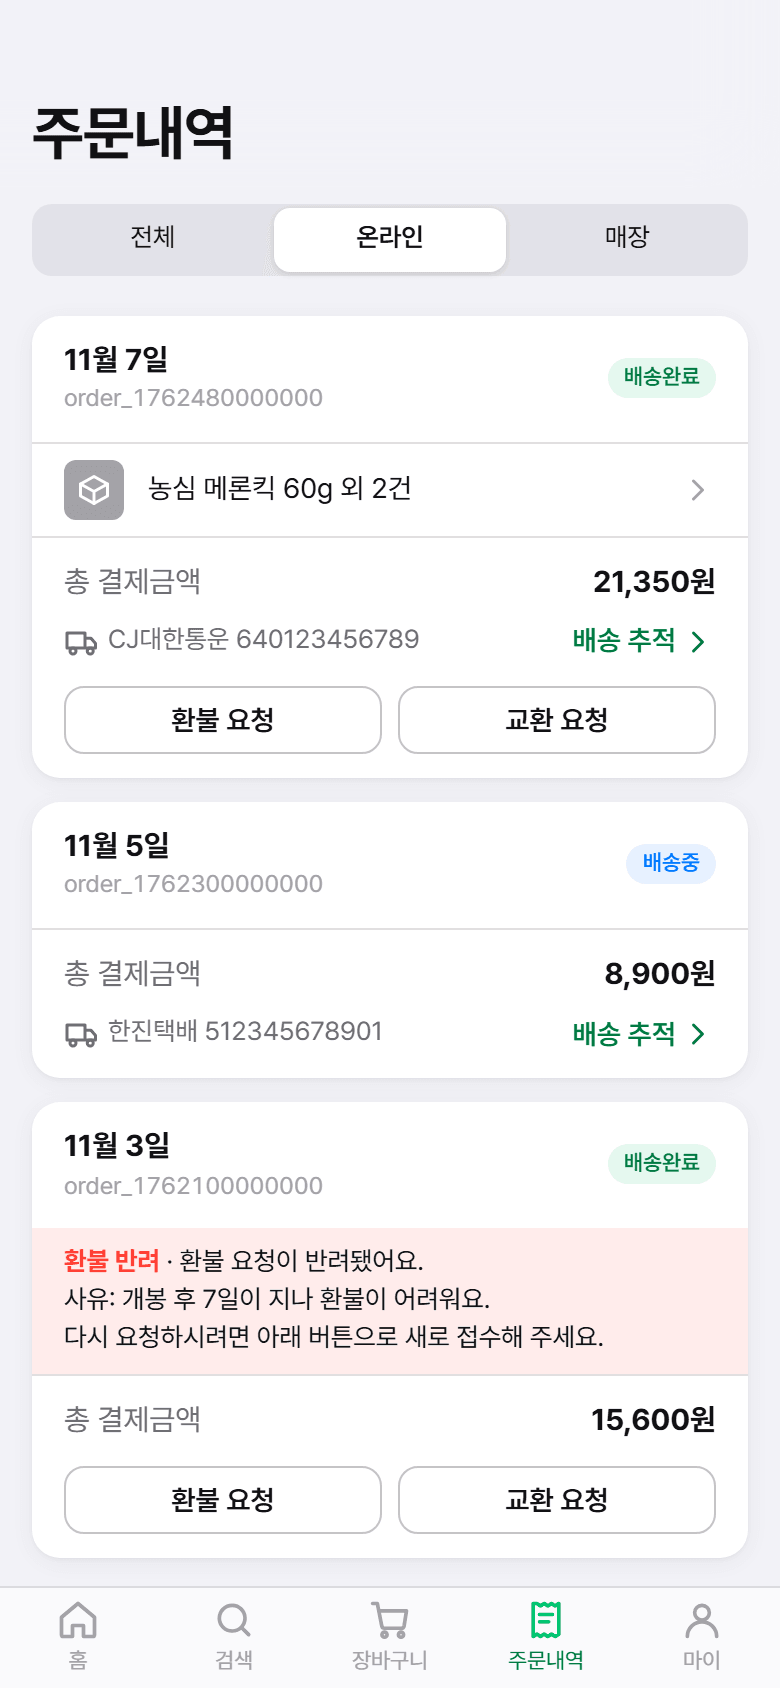 주문내역
전체
온라인
매장
11월 7일
order_1762480000000
배송완료
농심 메론킥 60g 외 2건
총 결제금액
21,350원
CJ대한통운 640123456789
배송 추적
환불 요청
교환 요청
11월 5일
order_1762300000000
배송중
총 결제금액
8,900원
한진택배 512345678901
배송 추적
11월 3일
order_1762100000000
배송완료
환불 반려 · 환불 요청이 반려됐어요.
사유: 개봉 후 7일이 지나 환불이 어려워요.
다시 요청하시려면 아래 버튼으로 새로 접수해 주세요.
총 결제금액
15,600원
환불 요청
교환 요청
홈
검색
장바구니
주문내역
마이